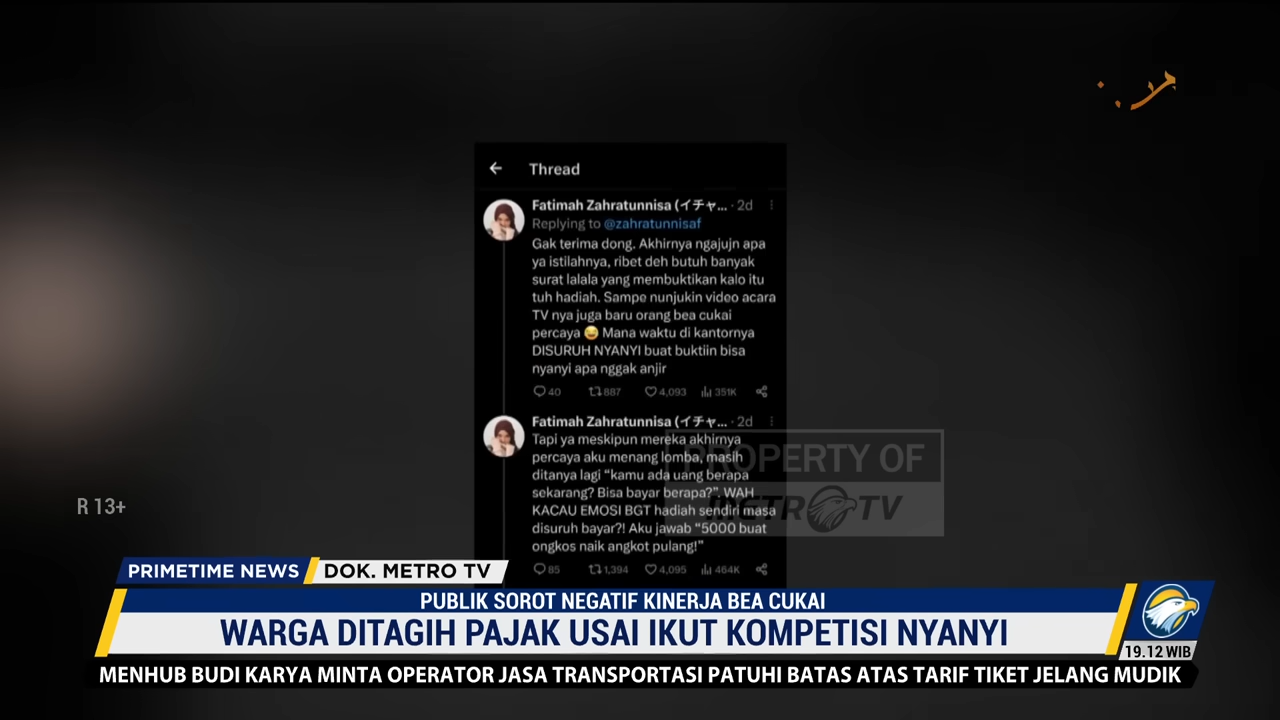 Thread
Fatimah Zahratunnisa (イチャ... · 2d
Replying to @zahratunnisaf
Gak terima dong. Akhirnya ngajujn apa
ya istilahnya, ribet deh butuh banyak
surat lalala yang membuktikan kalo itu
tuh hadiah. Sampe nunjukin video acara
TV nya juga baru orang bea cukai
percaya 😅 Mana waktu di kantornya
DISURUH NYANYI buat buktiin bisa
nyanyi apa nggak anjir
40 887 4,093 351K
Fatimah Zahratunnisa (イチャ... · 2d
Tapi ya meskipun mereka akhirnya
percaya aku menang lomba, masih
ditanya lagi “kamu ada uang berapa
sekarang? Bisa bayar berapa?”. WAH
KACAU EMOSI BGT hadiah sendiri masa
disuruh bayar?! Aku jawab “5000 buat
ongkos naik angkot pulang!”
85 1,394 4,095 464K
PROPERTY OF
METRO TV
R 13+
PRIMETIME NEWS DOK. METRO TV
PUBLIK SOROT NEGATIF KINERJA BEA CUKAI
WARGA DITAGIH PAJAK USAI IKUT KOMPETISI NYANYI
19.12 WIB
MENHUB BUDI KARYA MINTA OPERATOR JASA TRANSPORTASI PATUHI BATAS ATAS TARIF TIKET JELANG MUDIK